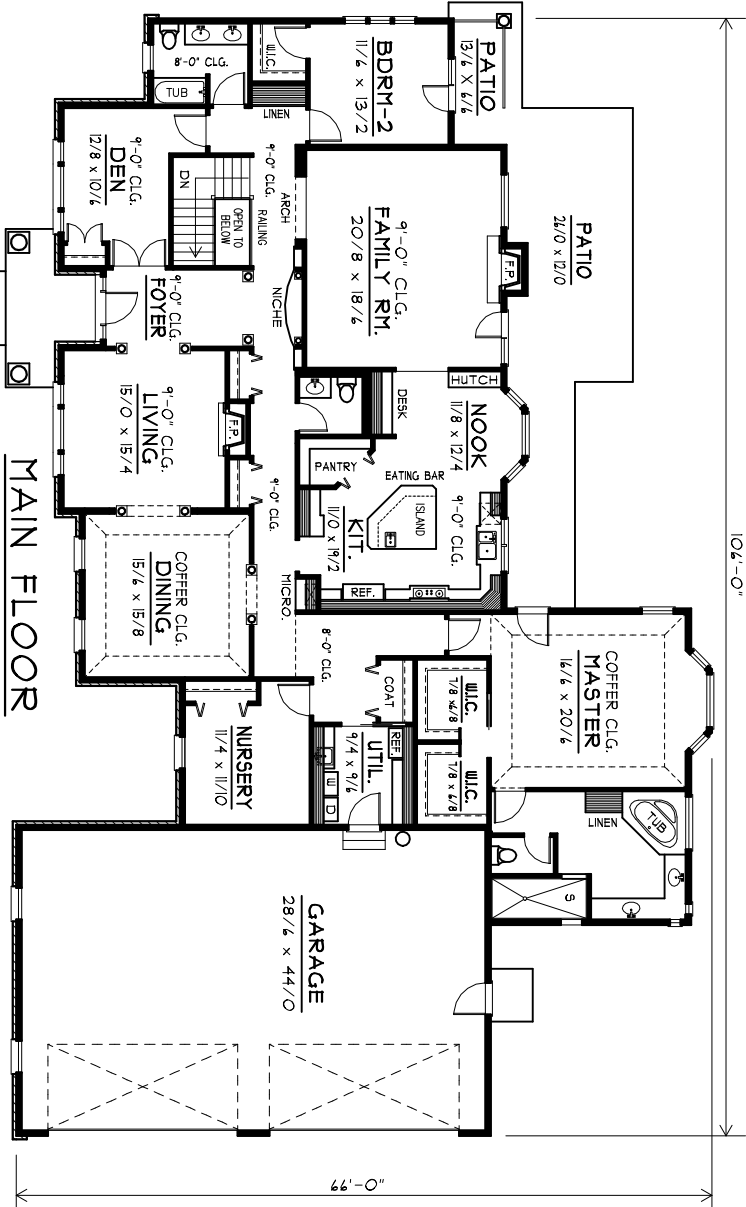 PATIO
13/6 x 6/6
BDRM-2
11/6 x 13/2
W.I.C.
8'-0" CLG.
TUB
LINEN
PATIO
26/0 x 12/0
9'-0" CLG.
FAMILY RM.
20/8 x 18/6
F.P.
ARCH
RAILING
9'-0" CLG.
NICHE
OPEN TO
BELOW
DN
9'-0" CLG.
DEN
12/8 x 10/6
9'-0" CLG.
FOYER
HUTCH
NOOK
11/8 x 12/4
DESK
PANTRY
EATING BAR
ISLAND
9'-0" CLG.
KIT.
11/0 x 19/2
REF.
MICRO.
9'-0" CLG.
F.P.
9'-0" CLG.
LIVING
15/0 x 15/4
COFFER CLG.
DINING
15/6 x 15/8
COFFER CLG.
MASTER
16/6 x 20/6
W.I.C.
7/8 x 6/8
W.I.C.
7/8 x 6/8
COAT
8'-0" CLG.
REF.
UTIL.
9/4 x 9/6
W
D
NURSERY
11/4 x 11/10
TUB
LINEN
S
GARAGE
28/6 x 44/0
MAIN FLOOR
106'-0"
66'-0"